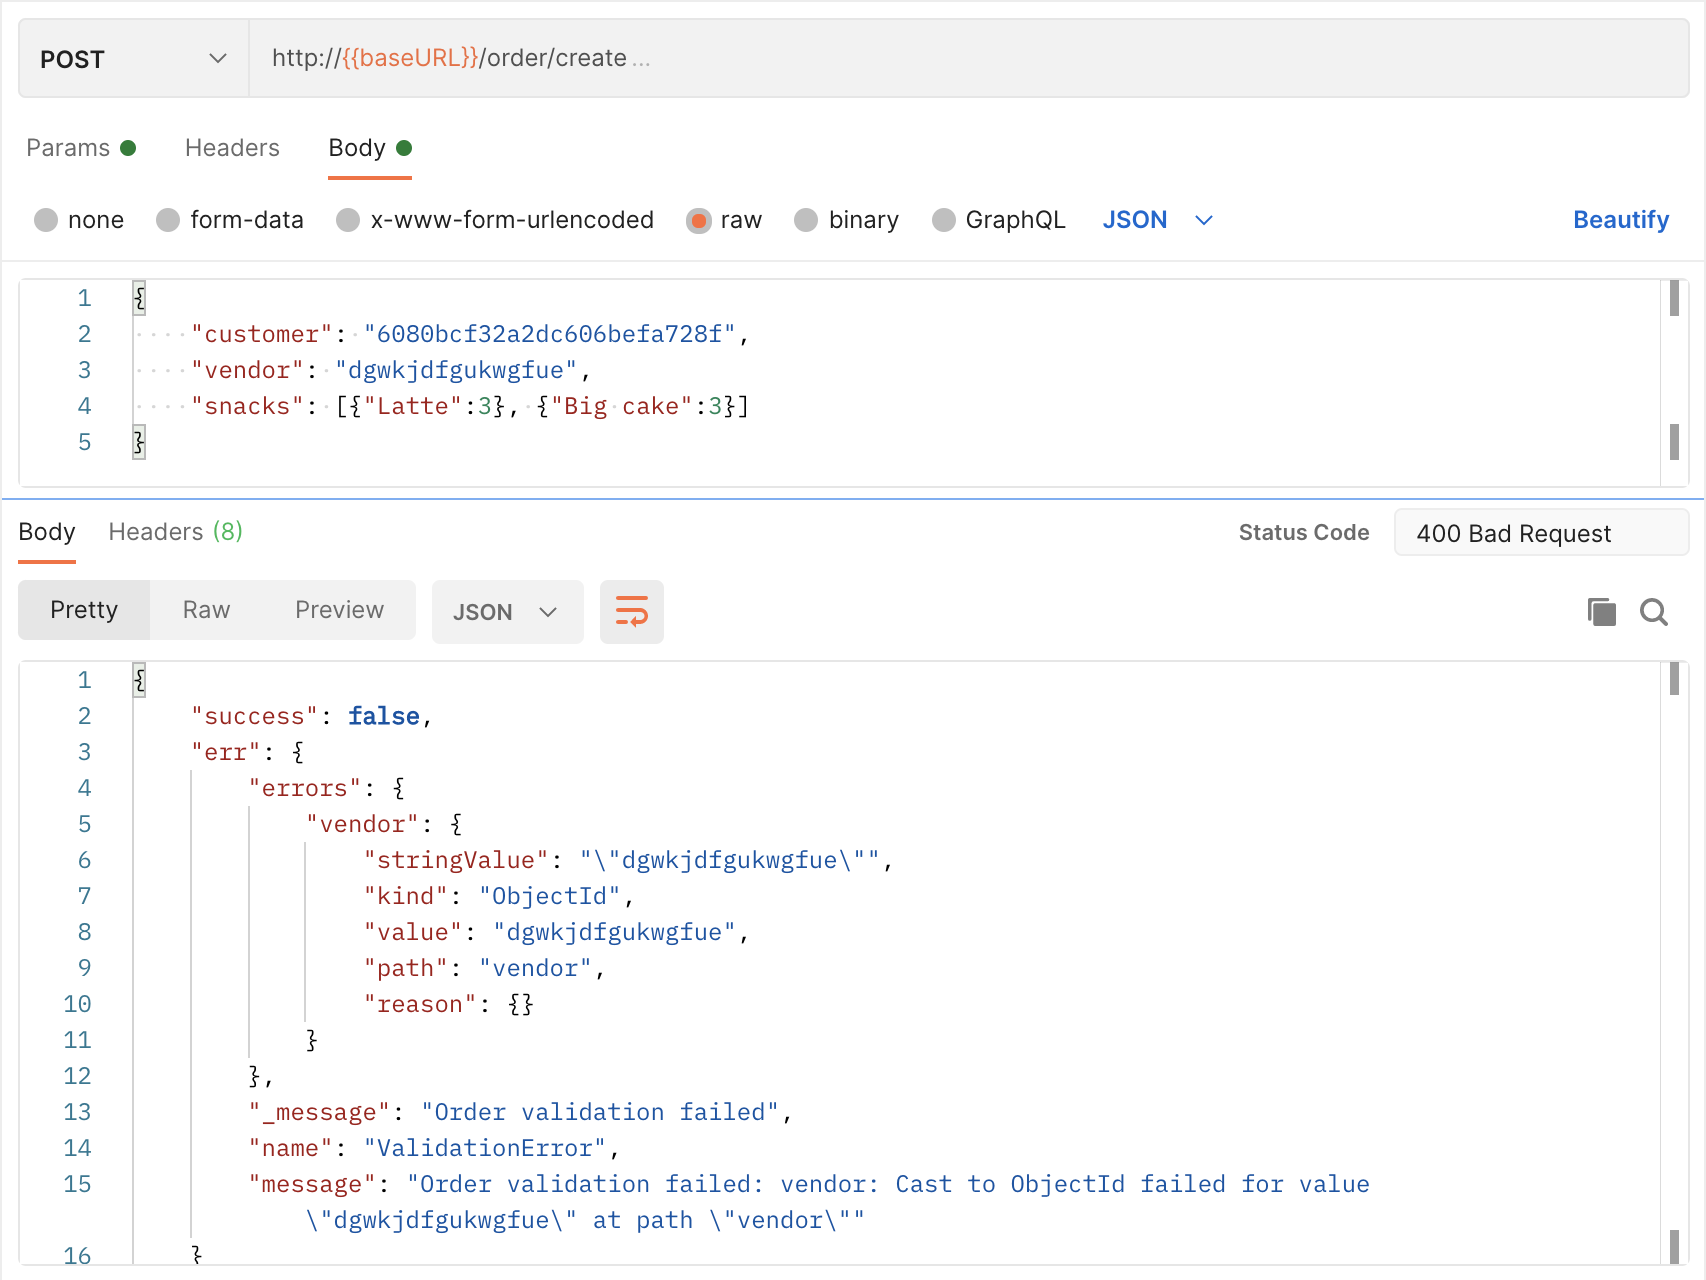 POST http://{{baseURL}}/order/create ...
Params Headers Body
none form-data x-www-form-urlencoded raw binary GraphQL JSON Beautify
1 {
2 "customer": "6080bcf32a2dc606befa728f",
3 "vendor": "dgwkjdfgukwgfue",
4 "snacks": [{"Latte":3}, {"Big cake":3}]
5 }
Body Headers (8) Status Code 400 Bad Request
Pretty Raw Preview JSON
1 {
2 "success": false,
3 "err": {
4 "errors": {
5 "vendor": {
6 "stringValue": "\"dgwkjdfgukwgfue\"",
7 "kind": "ObjectId",
8 "value": "dgwkjdfgukwgfue",
9 "path": "vendor",
10 "reason": {}
11 }
12 },
13 "_message": "Order validation failed",
14 "name": "ValidationError",
15 "message": "Order validation failed: vendor: Cast to ObjectId failed for value
\"dgwkjdfgukwgfue\" at path \"vendor\""
16 }